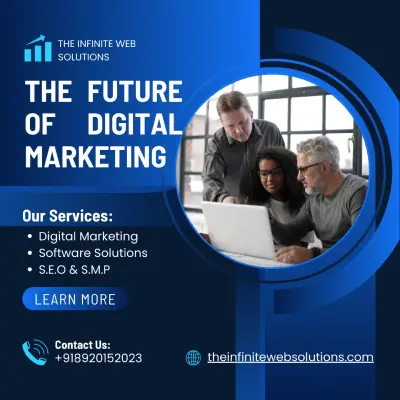 THE INFINITE WEB
SOLUTIONS
THE FUTURE
OF DIGITAL
MARKETING
Our Services:
• Digital Marketing
• Software Solutions
• S.E.O & S.M.P
LEARN MORE
Contact Us:
+918920152023
theinfinitewebsolutions.com